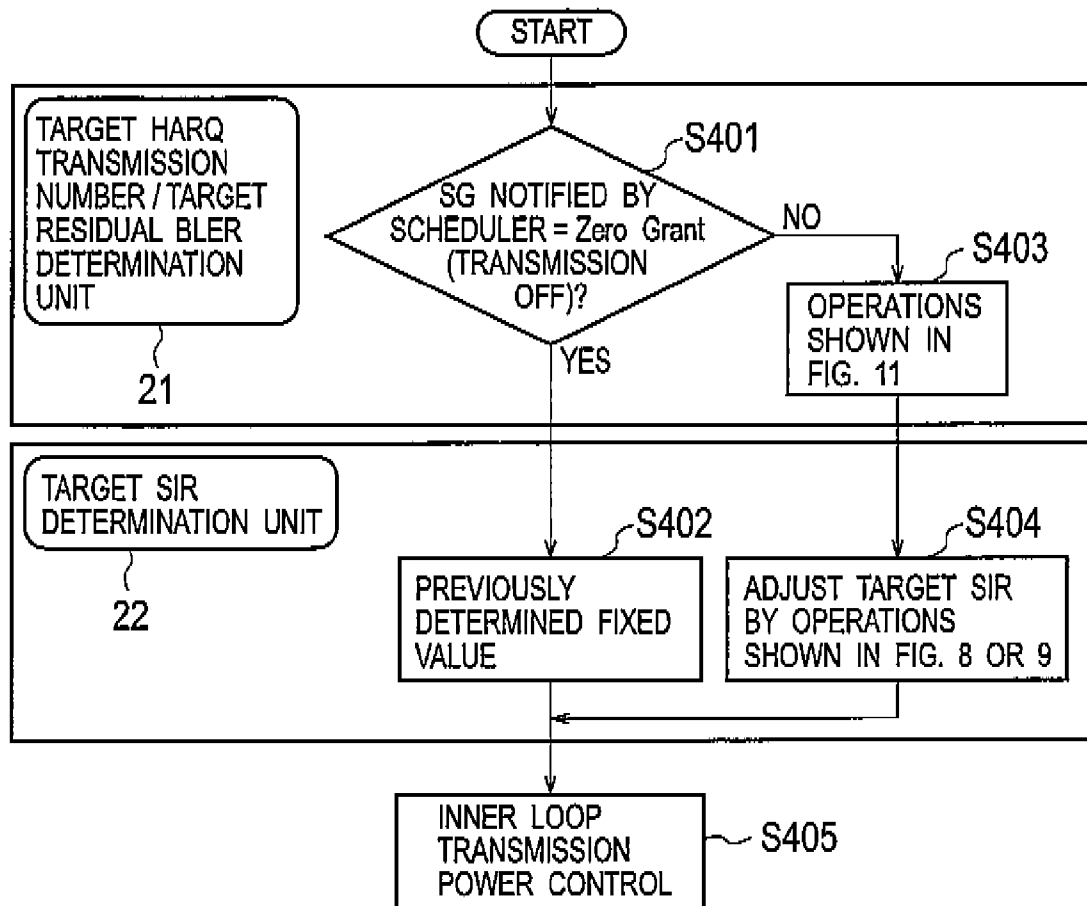 START
TARGET HARQ
TRANSMISSION
NUMBER / TARGET
RESIDUAL BLER
DETERMINATION
UNIT
21
S401
SG NOTIFIED BY
SCHEDULER = Zero Grant
(TRANSMISSION
OFF)?
NO
YES
S403
OPERATIONS
SHOWN IN
FIG. 11
TARGET SIR
DETERMINATION UNIT
22
S402
PREVIOUSLY
DETERMINED FIXED
VALUE
S404
ADJUST TARGET SIR
BY OPERATIONS
SHOWN IN FIG. 8 OR 9
INNER LOOP
TRANSMISSION
POWER CONTROL
S405